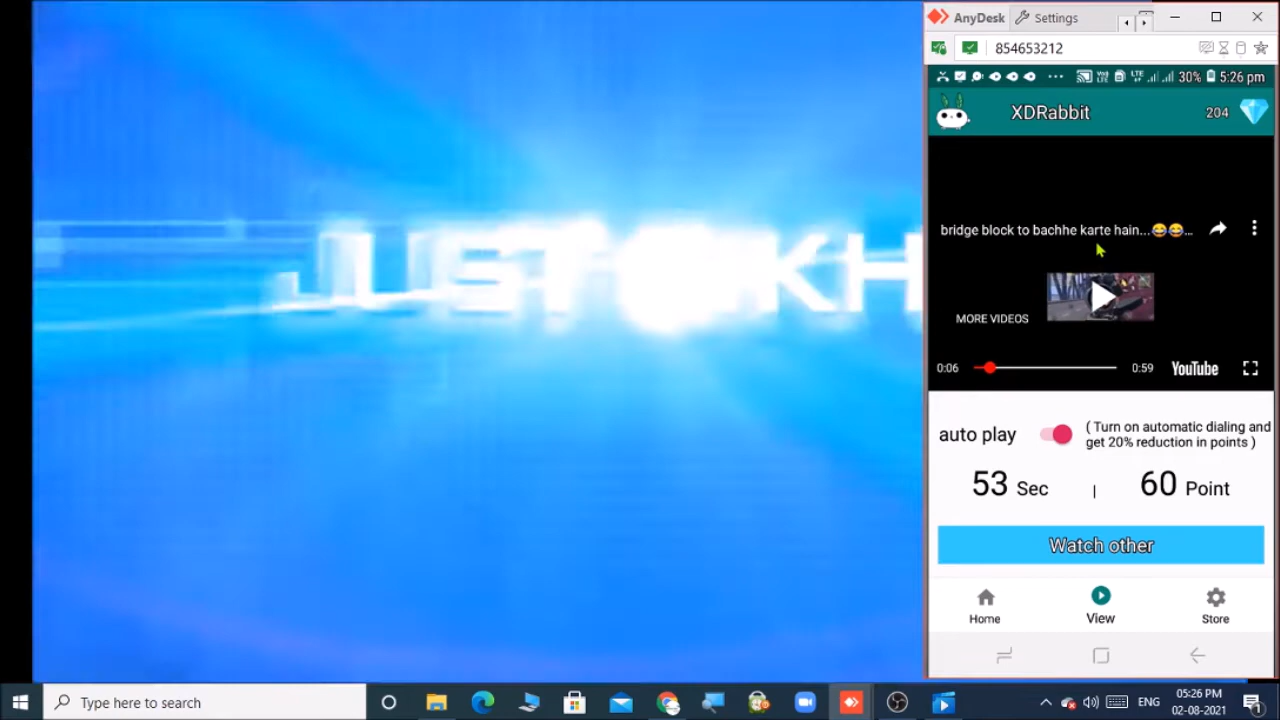 AnyDesk
Settings
854653212
LTE
30%
5:26 pm
XDRabbit
204
bridge block to bachhe karte hain...😂😂...
MORE VIDEOS
0:06
0:59
YouTube
auto play
( Turn on automatic dialing and
get 20% reduction in points )
53 Sec
|
60 Point
Watch other
Home
View
Store
Type here to search
ENG
05:26 PM
02-08-2021
1